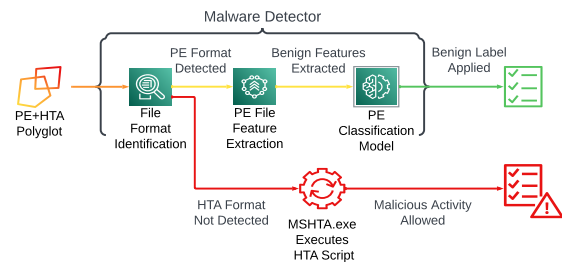 Malware Detector
PE Format
Detected
Benign Features
Extracted
Benign Label
Applied
PE+HTA
Polyglot
File
Format
Identification
PE File
Feature
Extraction
PE
Classification
Model
HTA Format
Not Detected
MSHTA.exe
Executes
HTA Script
Malicious Activity
Allowed